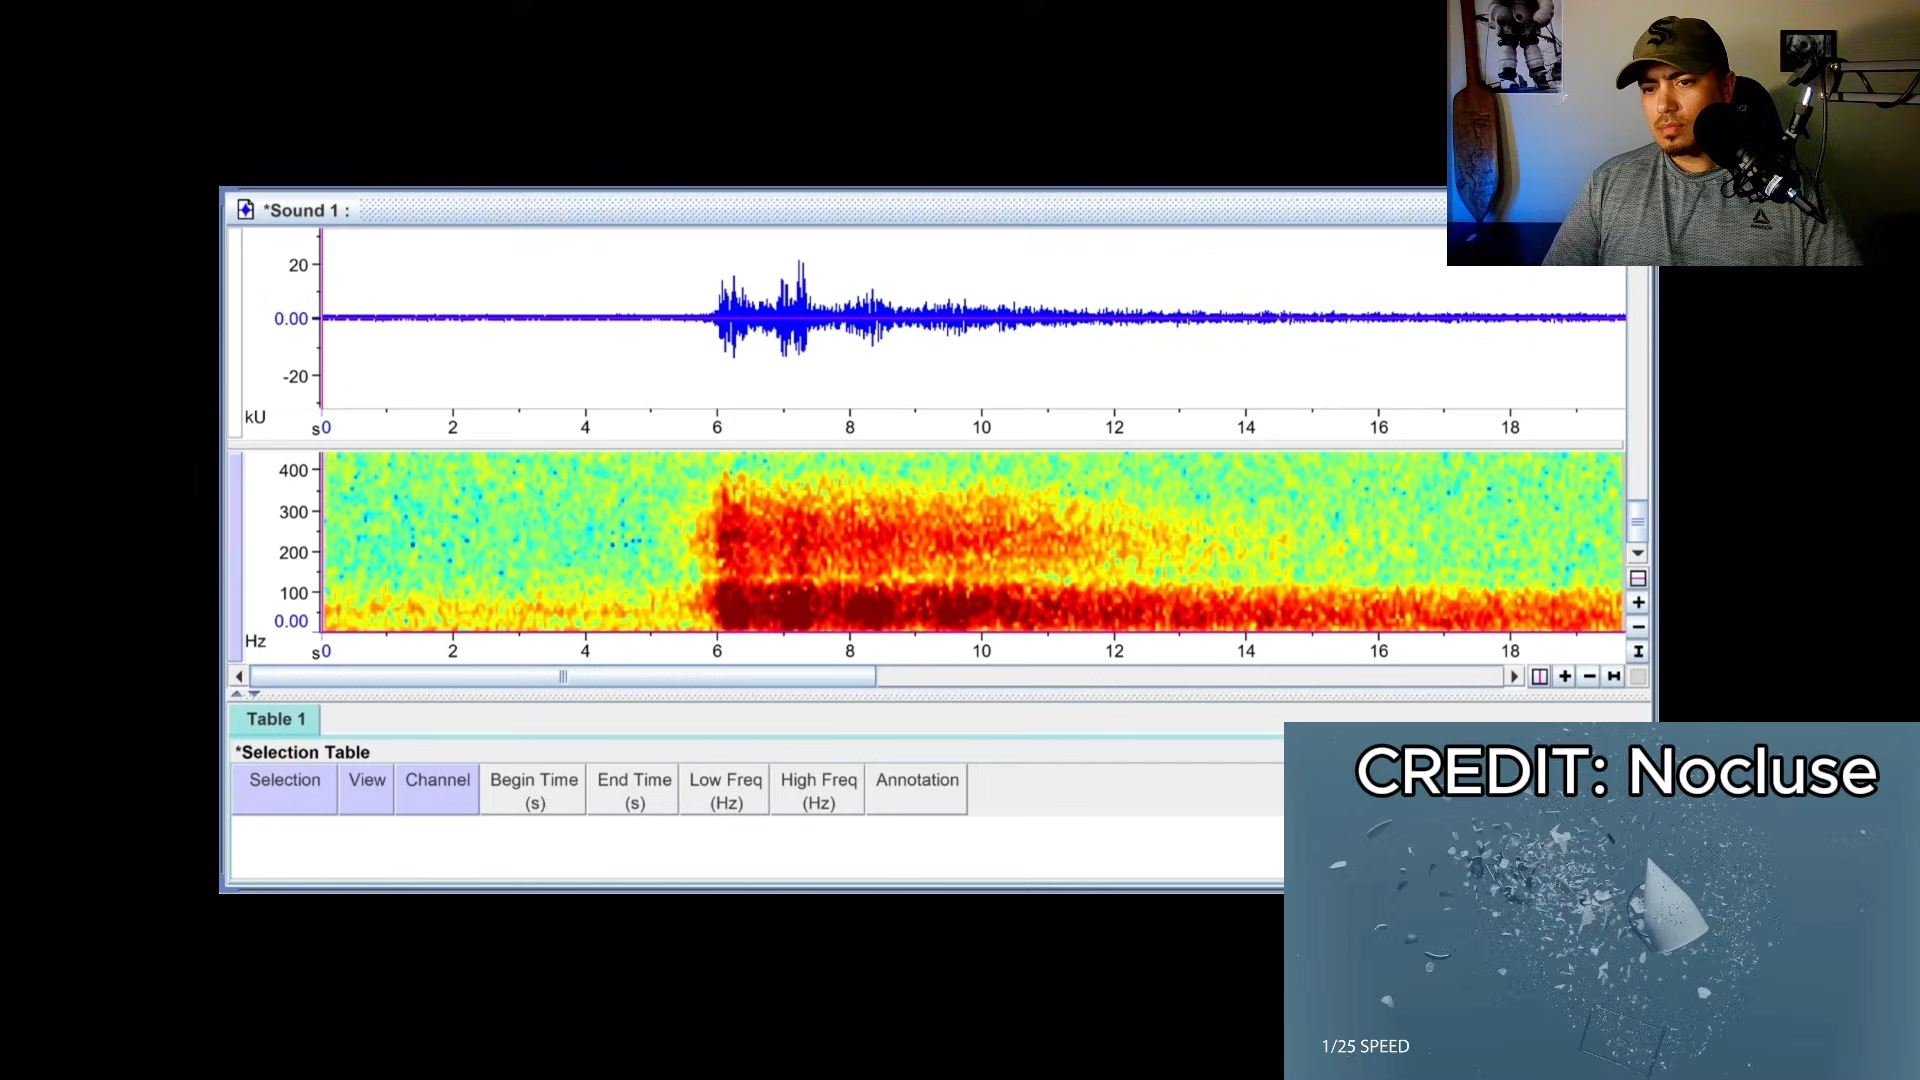 *Sound 1 :
20
0.00
-20
kU
s0 2 4 6 8 10 12 14 16 18
400
300
200
100
0.00
Hz
s0 2 4 6 8 10 12 14 16 18
Table 1
*Selection Table
Selection View Channel Begin Time (s) End Time (s) Low Freq (Hz) High Freq (Hz) Annotation
CREDIT: Nocluse
1/25 SPEED